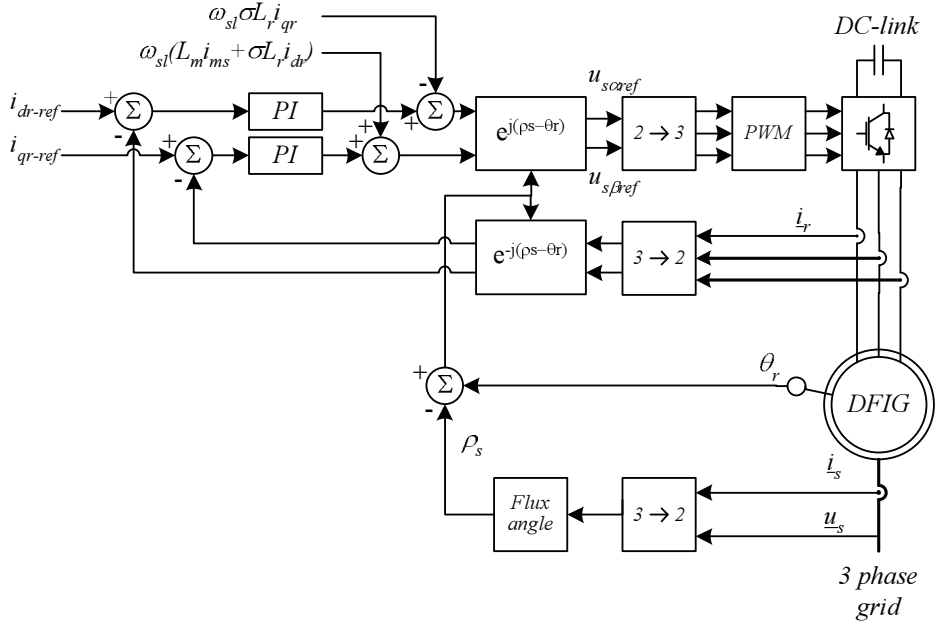 ω_sl σL_r i_qr
DC-link
ω_sl(L_m i_ms+σL_r i_dr)
-
u_sαref
i_dr-ref
+
Σ
PI
+
Σ
e^j(ρs−θr)
2 → 3
PWM
-
+
i_qr-ref
+
Σ
PI
+
Σ
u_sβref
-
i_r
e^-j(ρs−θr)
3 → 2
θ_r
+
Σ
DFIG
-
ρ_s
i_s
Flux
angle
3 → 2
u_s
3 phase
grid